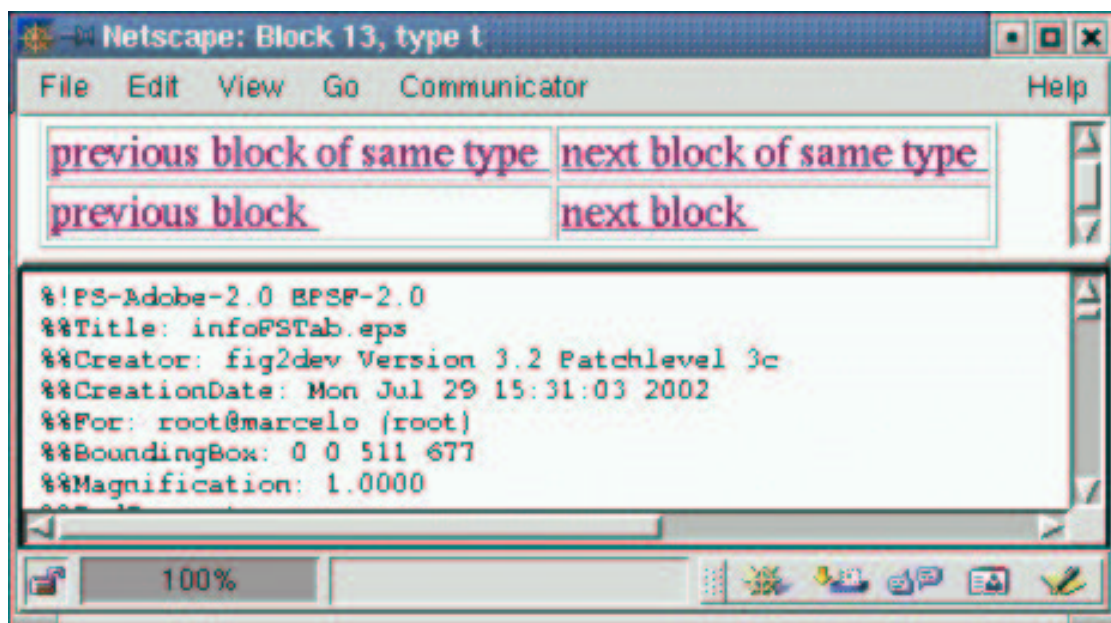 Netscape: Block 13, type t
File Edit View Go Communicator Help
previous block of same type next block of same type
previous block next block
%!PS-Adobe-2.0 EPSF-2.0
%%Title: infoFSTab.eps
%%Creator: fig2dev Version 3.2 Patchlevel 3c
%%CreationDate: Mon Jul 29 15:31:03 2002
%%For: root@marcelo (root)
%%BoundingBox: 0 0 511 677
%%Magnification: 1.0000
100%